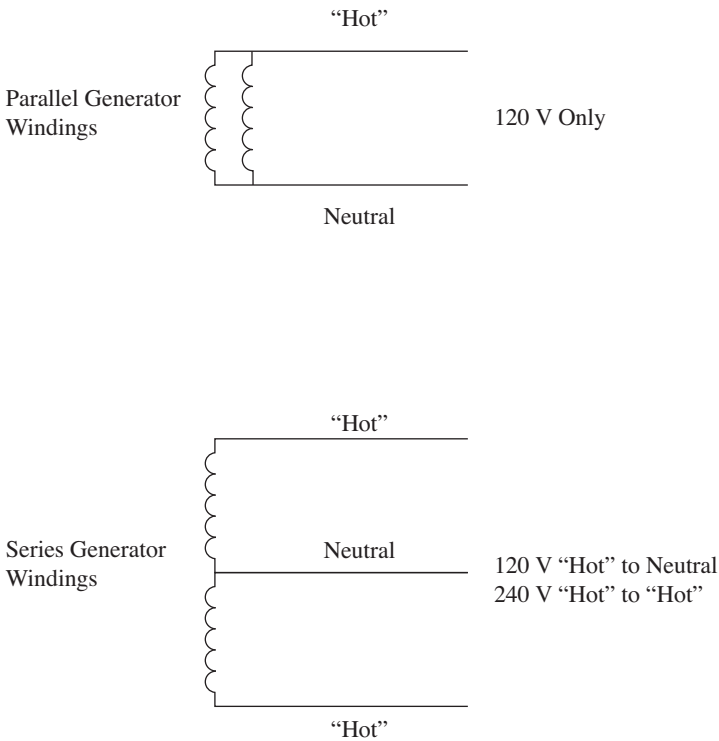 “Hot”
Parallel Generator
Windings
120 V Only
Neutral
“Hot”
Series Generator
Windings
Neutral
120 V “Hot” to Neutral
240 V “Hot” to “Hot”
“Hot”